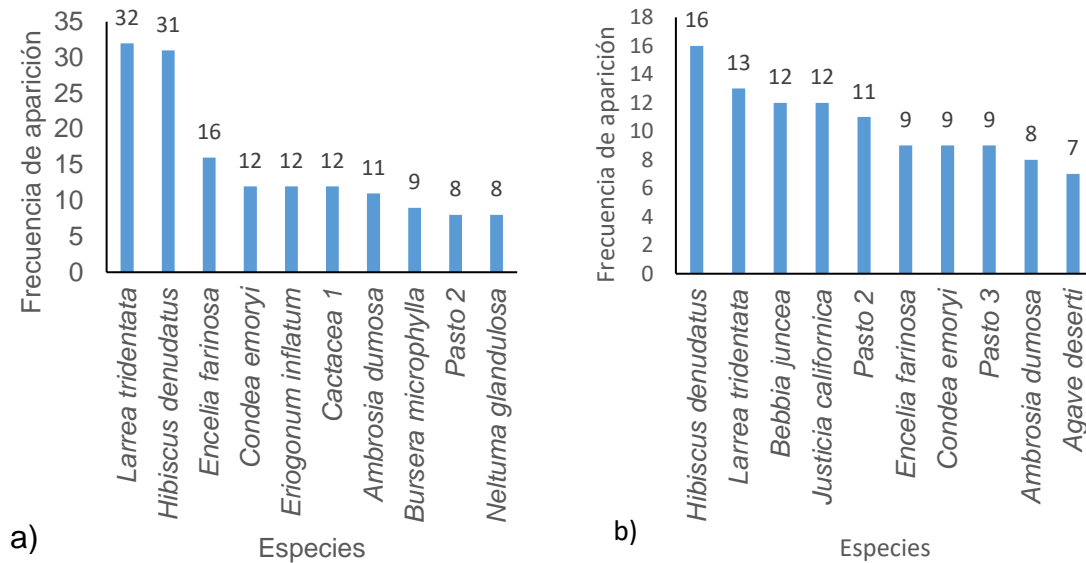 Frecuencia de aparición
35
30
25
20
15
10
5
0
32
31
16
12
12
12
11
9
8
8
Larrea tridentata
Hibiscus denudatus
Encelia farinosa
Condea emoryi
Eriogonum inflatum
Cactacea 1
Ambrosia dumosa
Bursera microphylla
Pasto 2
Neltuma glandulosa
Especies
a)
Frecuencia de aparición
18
16
14
12
10
8
6
4
2
0
16
13
12
12
11
9
9
9
8
7
Hibiscus denudatus
Larrea tridentata
Bebbia juncea
Justicia californica
Pasto 2
Encelia farinosa
Condea emoryi
Pasto 3
Ambrosia dumosa
Agave deserti
Especies
b)